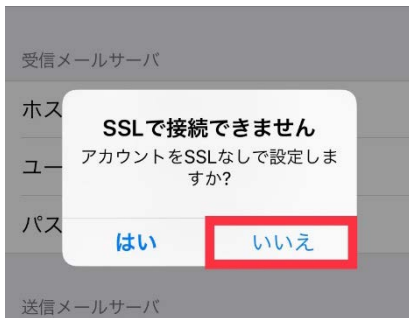 受信メールサーバ
ホス
SSLで接続できません
アカウントをSSLなしで設定しま
すか?
ユー
パス
はい
いいえ
送信メールサーバ